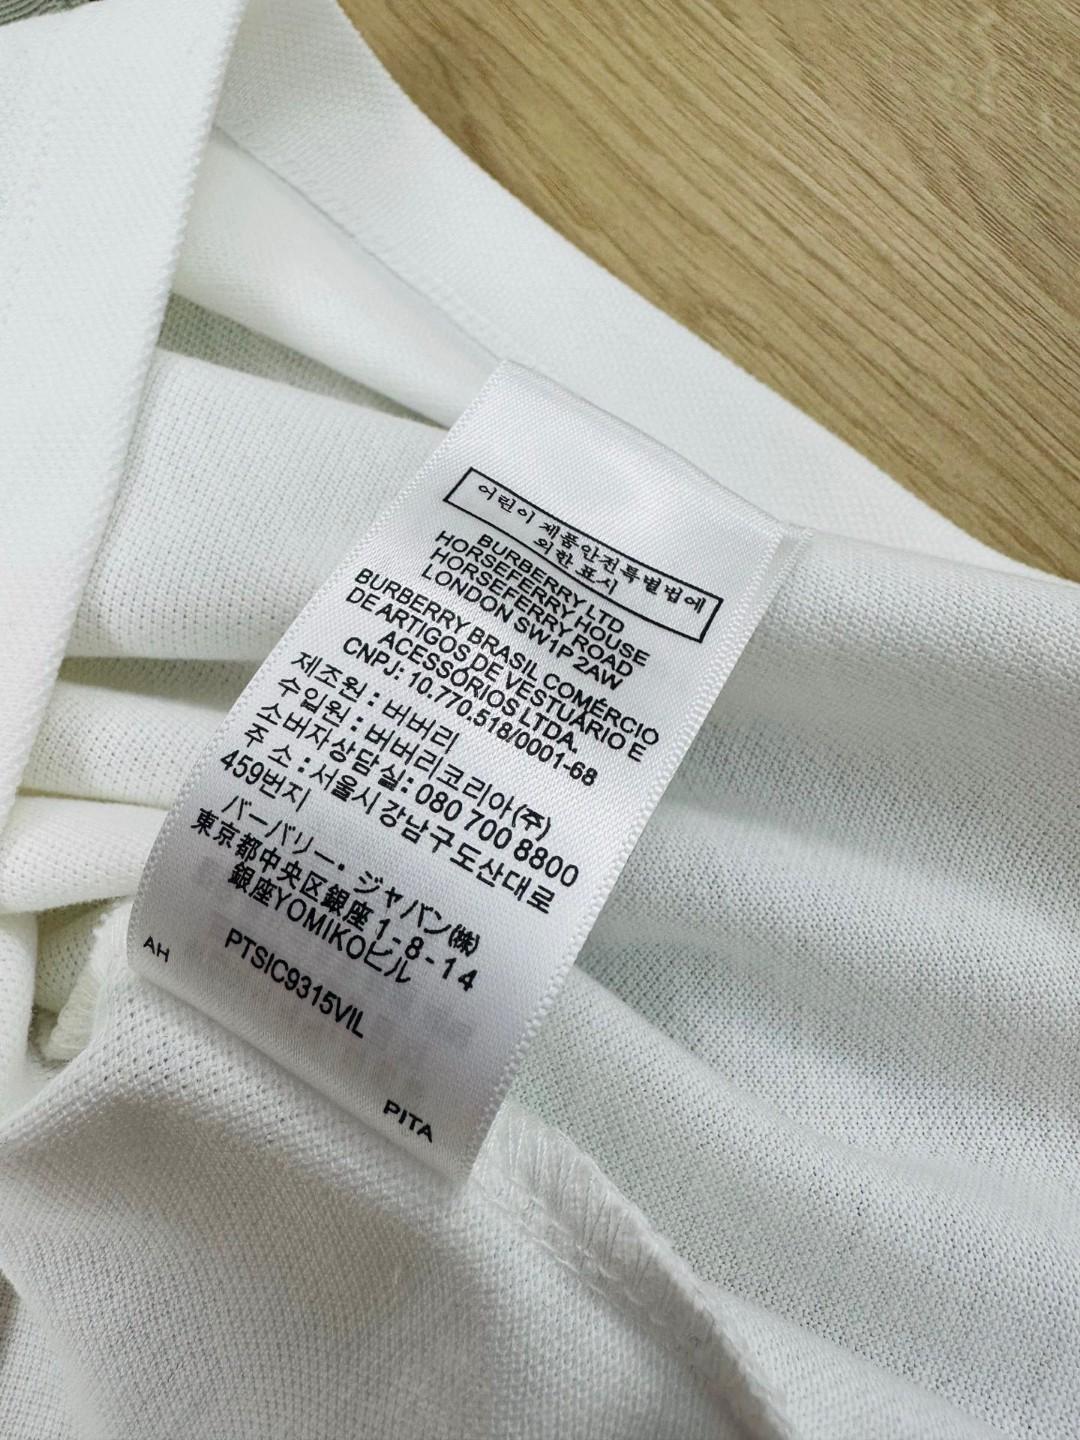 어린이제품안전특별법에
의한표시
BURBERRY LTD
HORSEFERRY HOUSE
HORSEFERRY ROAD
LONDON SW1P 2AW
BURBERRY BRASIL COMÉRCIO
DE ARTIGOS DE VESTUÁRIO E
ACESSÓRIOS LTDA.
CNPJ: 10.770.518/0001-68
제조원 : 버버리
수입원 : 버버리코리아(주)
소비자상담실: 080 700 8800
주 소 : 서울시 강남구 도산대로
459번지
バーバリー・ジャパン(株)
東京都中央区銀座 1-8-14
銀座YOMIKOビル
PTSIC9315VIL
AH
PITA